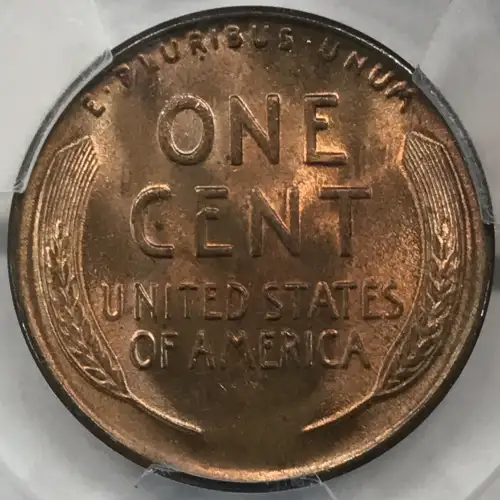 E·PLURIBUS·UNUM
ONE
CENT
UNITED STATES
OF AMERICA